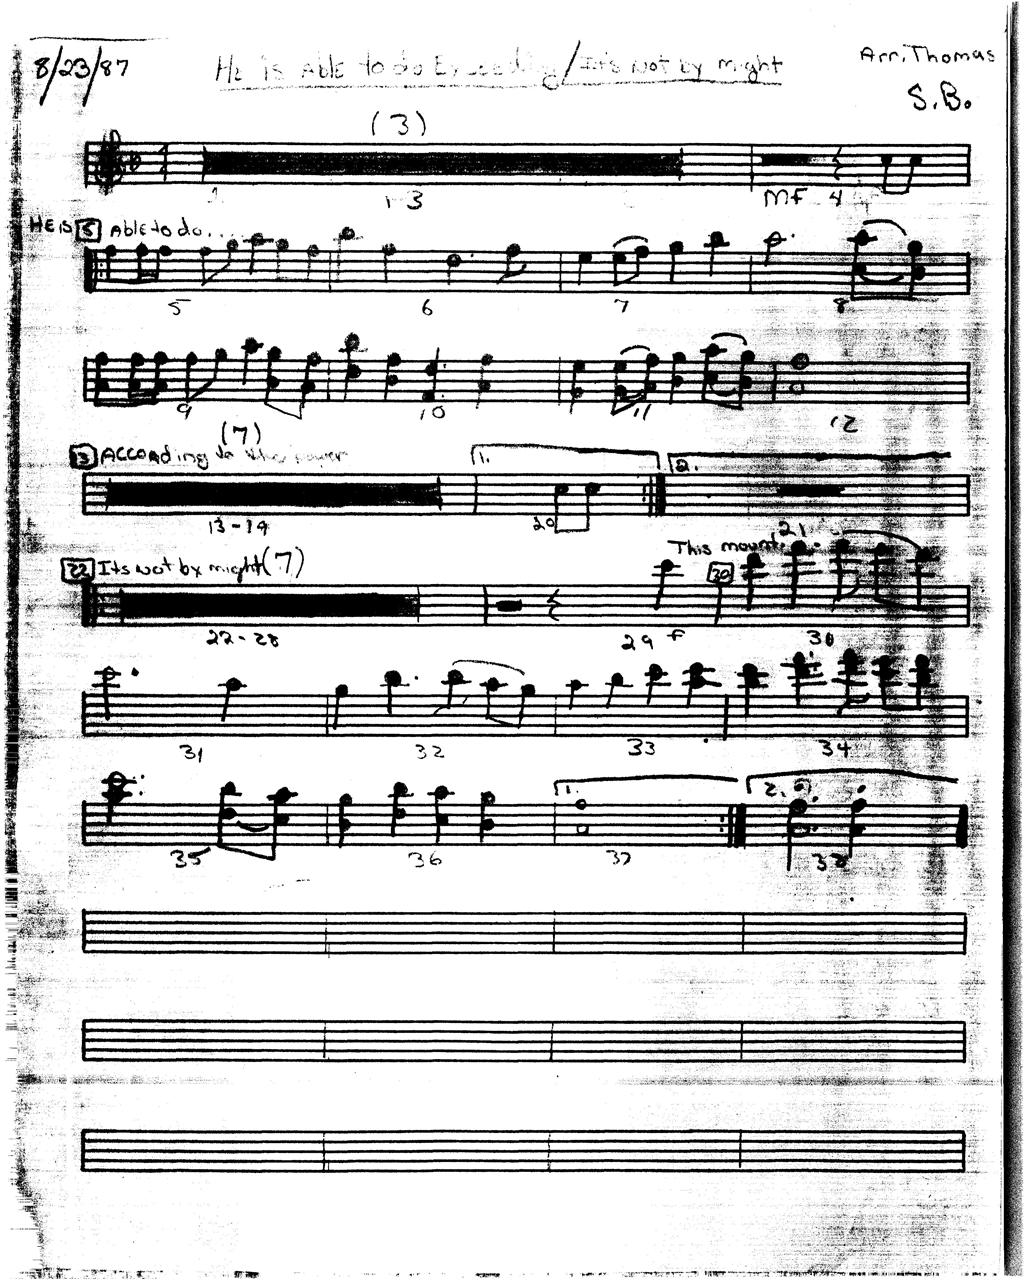 8/23/87 He is Able to do Exceeding/It's Not by might Arr. Thomas
S.B.
(3)
1-3 MF 4
HE is 5 Able to do....
5 6 7 8
9 10 11 12
(7)
13 ACCORding to the power 1. 2.
13-19 20 21
This mount.
22 Its Not by might (7) 30
22-28 29 f 30
31 32 33 34
1. 2.
35 36 37 38